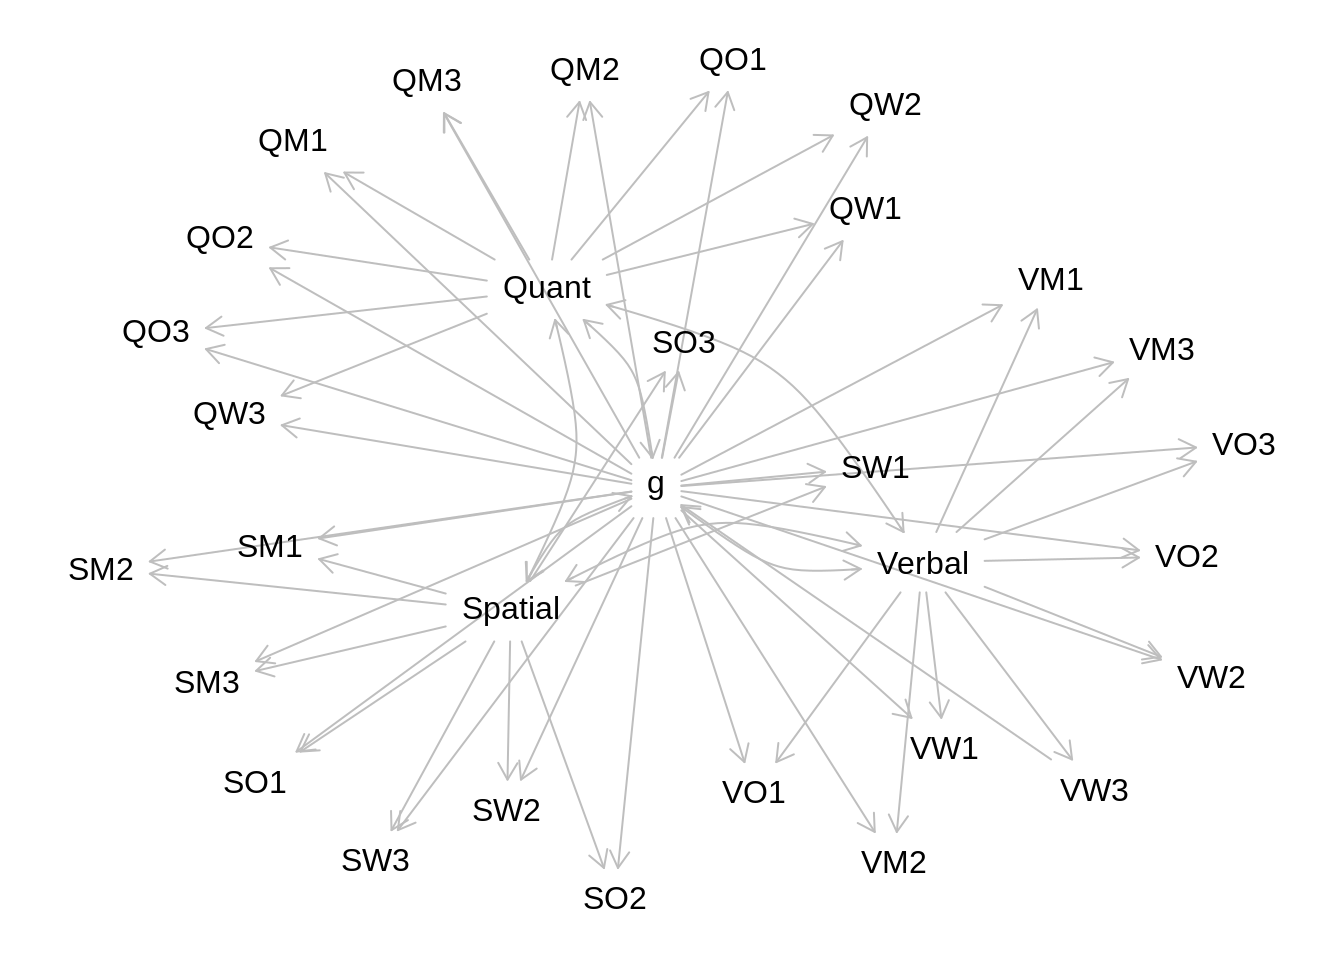 QO1
QM2
QM3
QW2
QM1
QW1
QO2
VM1
Quant
QO3
SO3
VM3
QW3
VO3
SW1
g
SM1
VO2
Verbal
SM2
Spatial
VW2
SM3
VW1
SO1
VW3
VO1
SW2
SW3
VM2
SO2